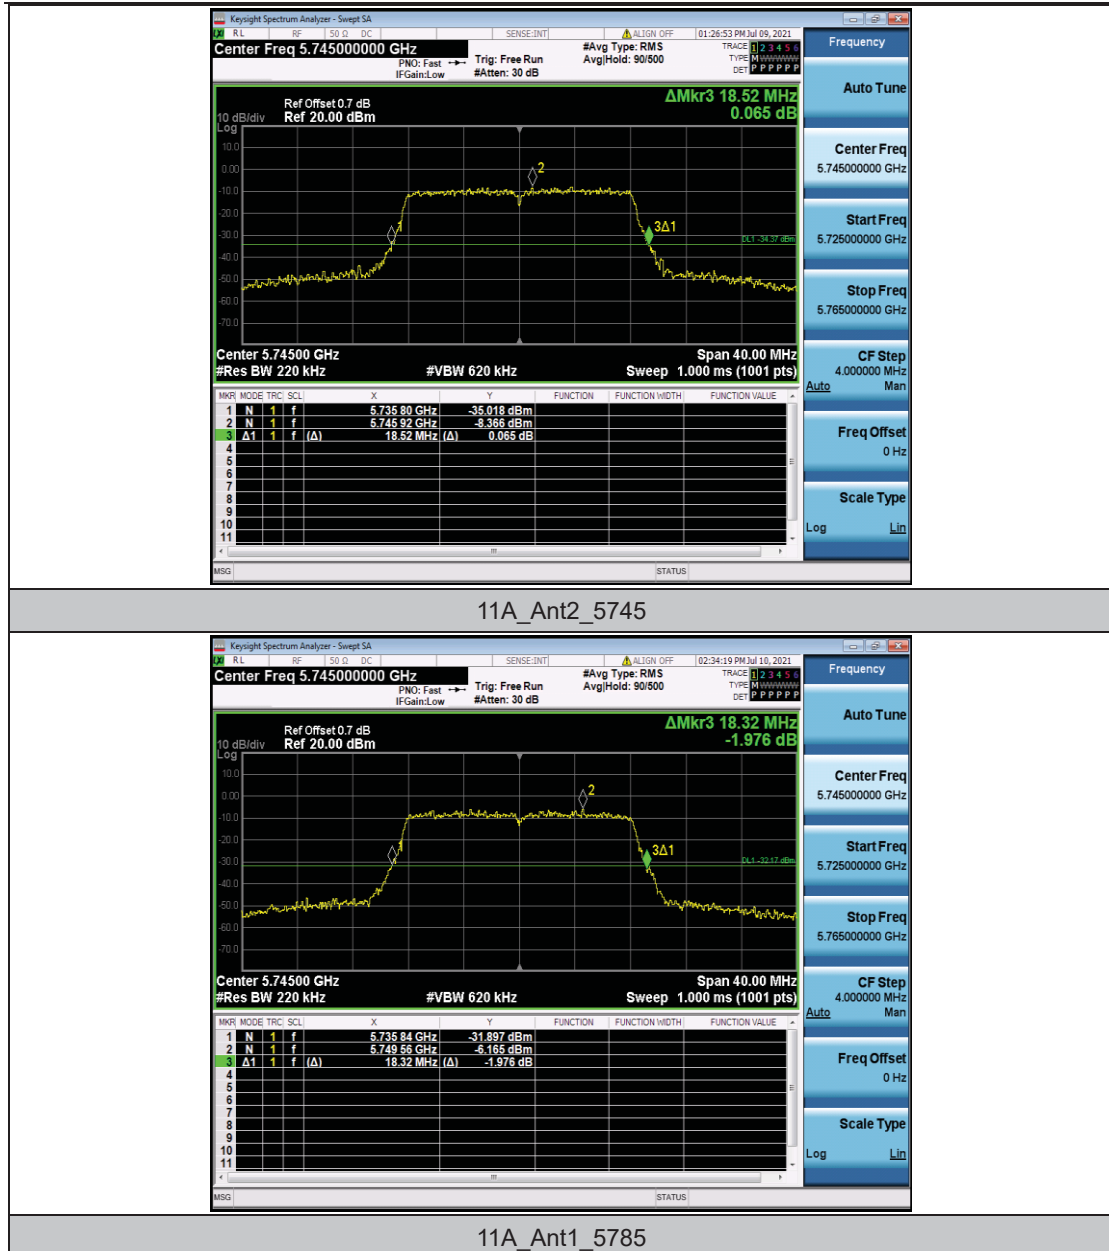 Keysight Spectrum Analyzer - Swept SA
RL RF 50 Ω DC SENSE:INT ALIGN OFF 01:26:53 PM Jul 09, 2021
Center Freq 5.745000000 GHz
PNO: Fast
IFGain:Low
Trig: Free Run
#Atten: 30 dB
#Avg Type: RMS
Avg|Hold: 90/500
TRACE 1 2 3 4 5 6
TYPE M WWWWW
DET P P P P P P
ΔMkr3 18.52 MHz
0.065 dB
Ref Offset 0.7 dB
10 dB/div Ref 20.00 dBm
Log
10.0
0.00
-10.0
-20.0
-30.0
-40.0
-50.0
-60.0
-70.0
1
2
3Δ1
DL1 -34.37 dBm
Center 5.74500 GHz Span 40.00 MHz
#Res BW 220 kHz #VBW 620 kHz Sweep 1.000 ms (1001 pts)
MKR MODE TRC SCL X Y FUNCTION FUNCTION WIDTH FUNCTION VALUE
1 N 1 f 5.735 80 GHz -35.018 dBm
2 N 1 f 5.745 92 GHz -8.366 dBm
3 Δ1 1 f (Δ) 18.52 MHz (Δ) 0.065 dB
4
5
6
7
8
9
10
11
MSG STATUS
Frequency
Auto Tune
Center Freq
5.745000000 GHz
Start Freq
5.725000000 GHz
Stop Freq
5.765000000 GHz
CF Step
4.000000 MHz
Auto Man
Freq Offset
0 Hz
Scale Type
Log Lin
11A_Ant2_5745
Keysight Spectrum Analyzer - Swept SA
RL RF 50 Ω DC SENSE:INT ALIGN OFF 02:34:19 PM Jul 10, 2021
Center Freq 5.745000000 GHz
PNO: Fast
IFGain:Low
Trig: Free Run
#Atten: 30 dB
#Avg Type: RMS
Avg|Hold: 90/500
TRACE 1 2 3 4 5 6
TYPE M WWWWW
DET P P P P P P
ΔMkr3 18.32 MHz
-1.976 dB
Ref Offset 0.7 dB
10 dB/div Ref 20.00 dBm
Log
10.0
0.00
-10.0
-20.0
-30.0
-40.0
-50.0
-60.0
-70.0
1
2
3Δ1
DL1 -32.17 dBm
Center 5.74500 GHz Span 40.00 MHz
#Res BW 220 kHz #VBW 620 kHz Sweep 1.000 ms (1001 pts)
MKR MODE TRC SCL X Y FUNCTION FUNCTION WIDTH FUNCTION VALUE
1 N 1 f 5.735 84 GHz -31.897 dBm
2 N 1 f 5.749 56 GHz -6.165 dBm
3 Δ1 1 f (Δ) 18.32 MHz (Δ) -1.976 dB
4
5
6
7
8
9
10
11
MSG STATUS
Frequency
Auto Tune
Center Freq
5.745000000 GHz
Start Freq
5.725000000 GHz
Stop Freq
5.765000000 GHz
CF Step
4.000000 MHz
Auto Man
Freq Offset
0 Hz
Scale Type
Log Lin
11A_Ant1_5785